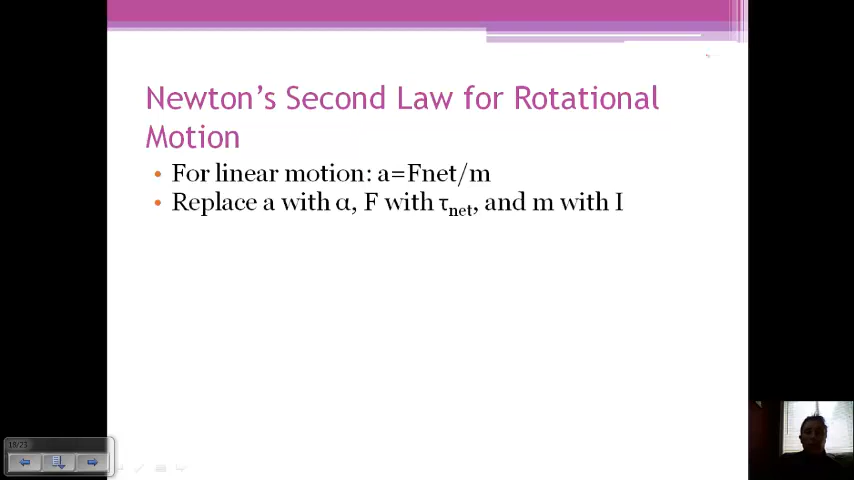 Newton's Second Law for Rotational
Motion
• For linear motion: a=Fnet/m
• Replace a with α, F with τnet, and m with I